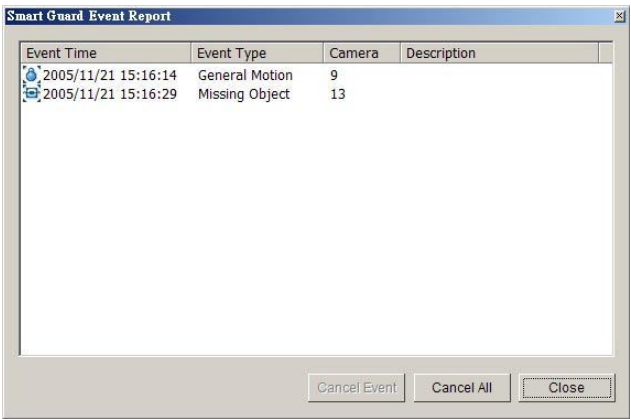 Smart Guard Event Report
Event Time Event Type Camera Description
2005/11/21 15:16:14 General Motion 9
2005/11/21 15:16:29 Missing Object 13
Cancel Event Cancel All Close